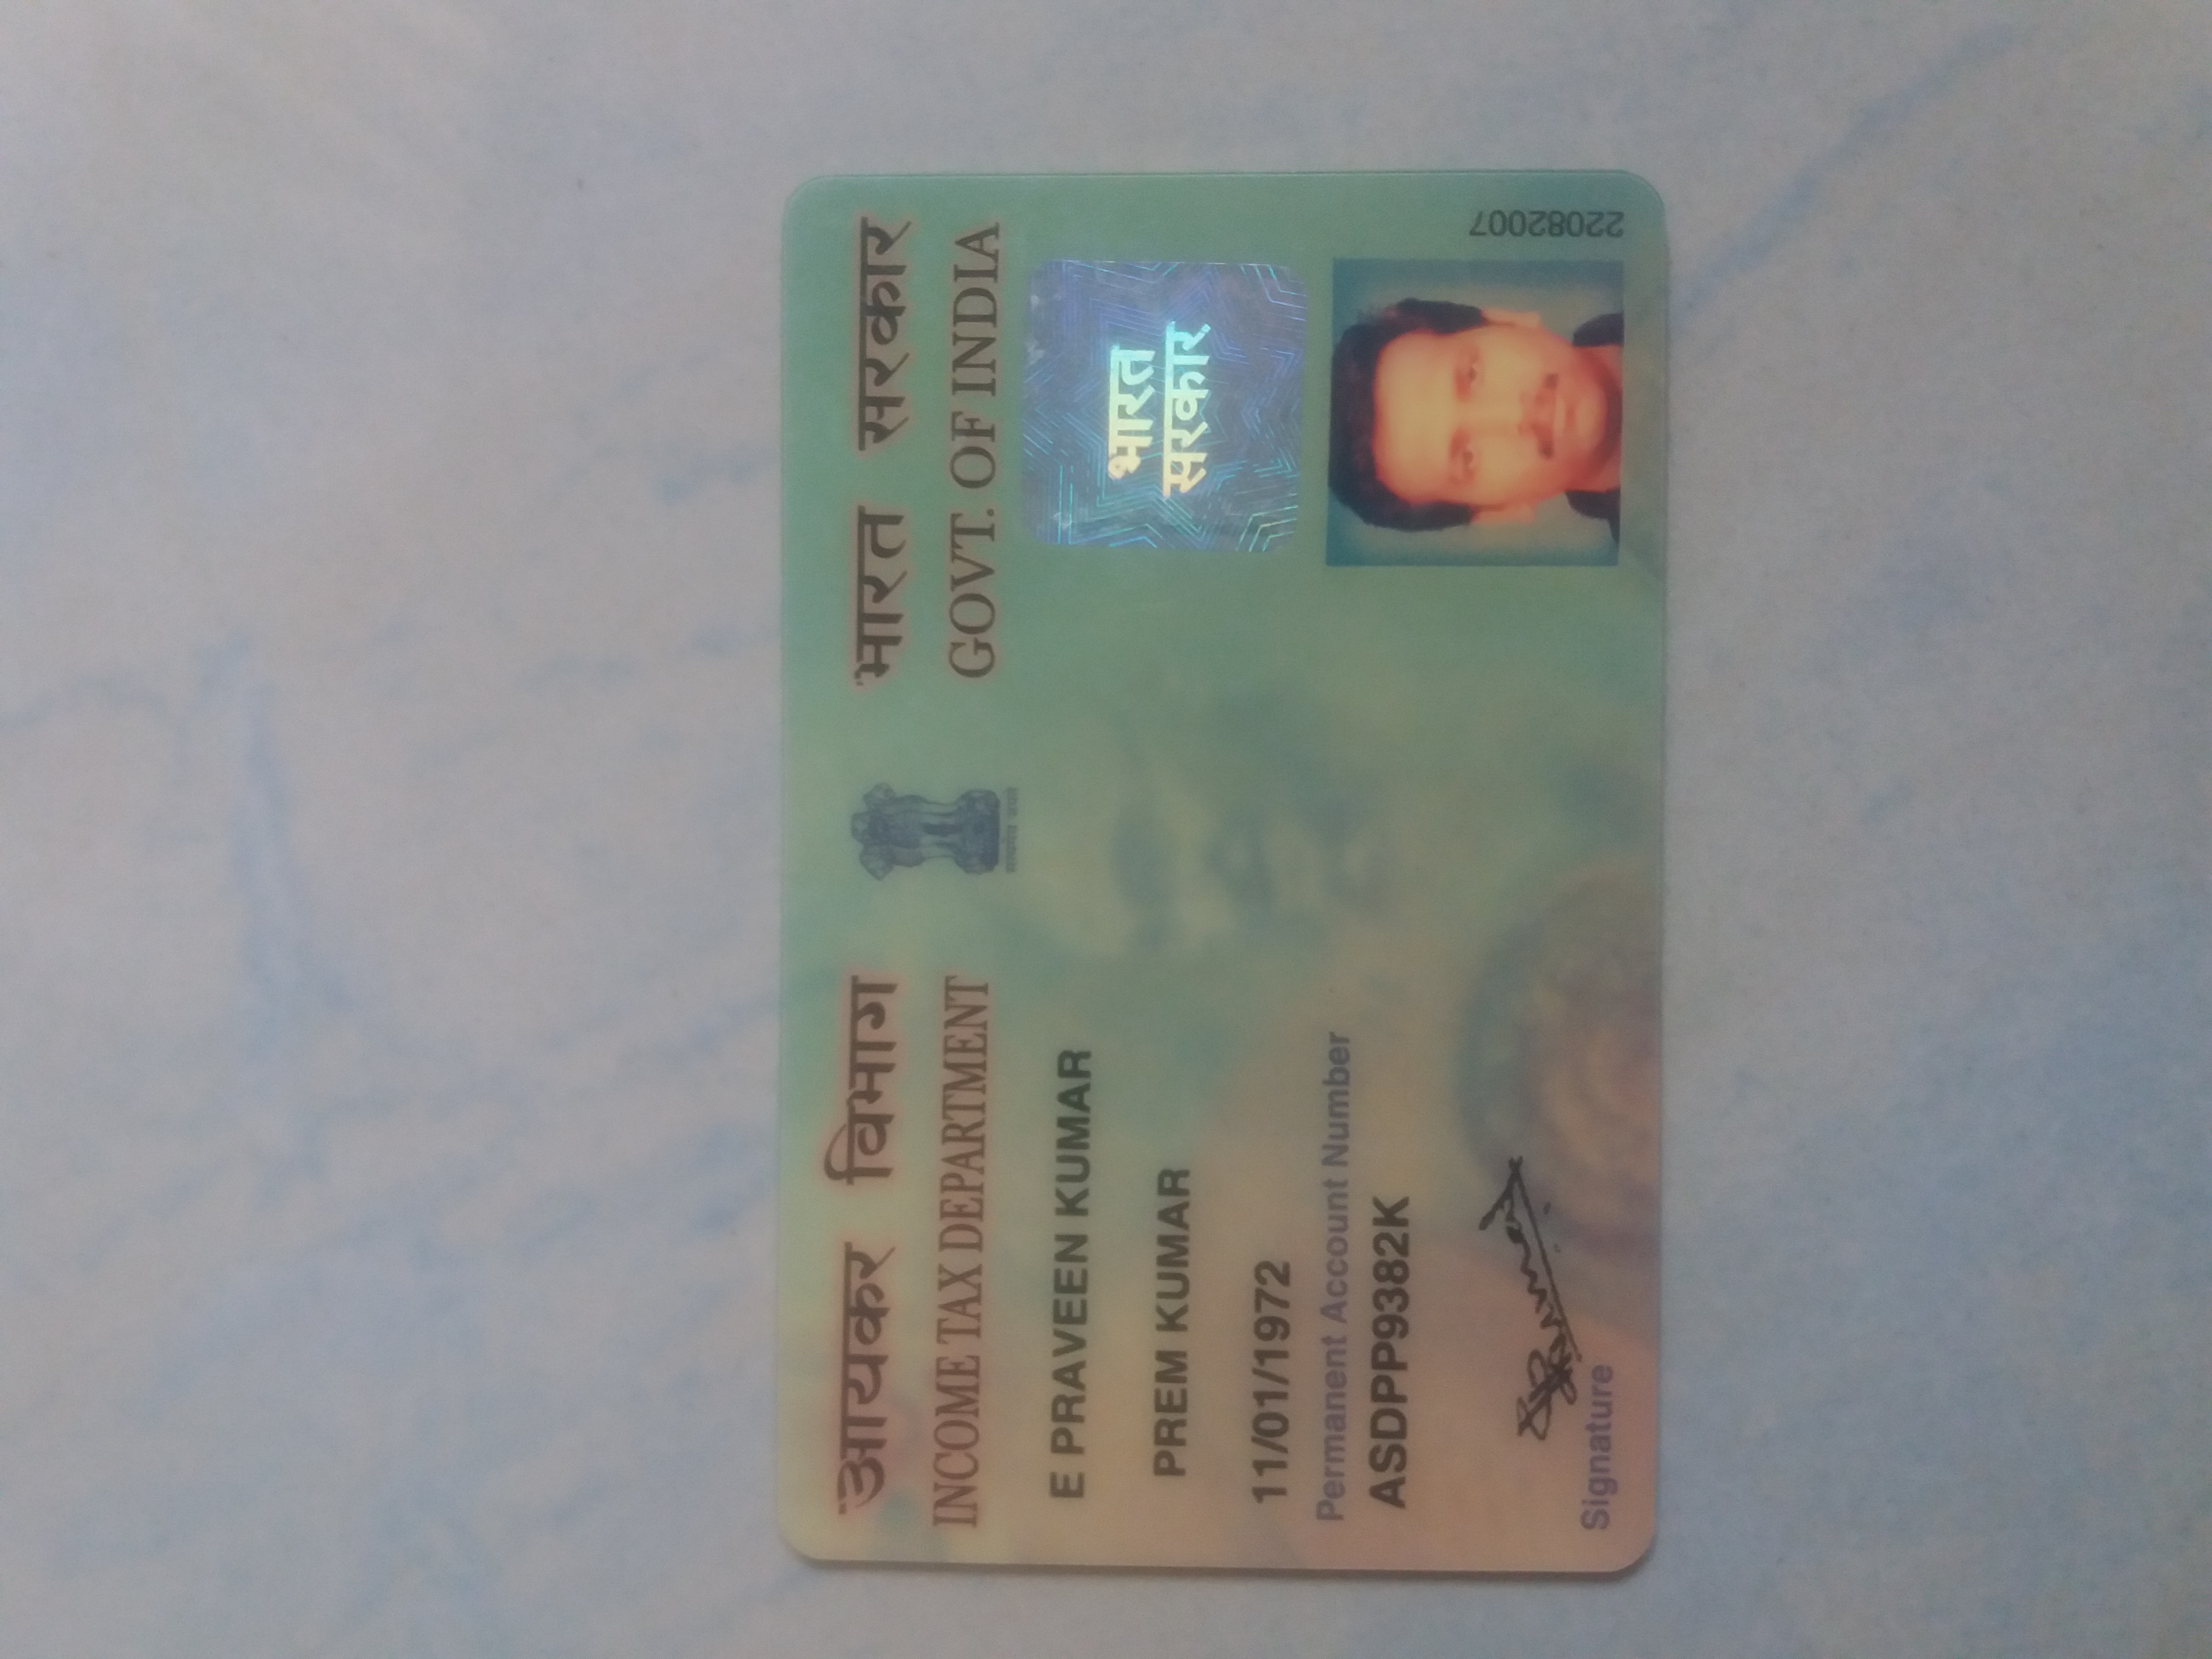 आयकर विभाग
INCOME TAX DEPARTMENT
सत्यमेव जयते
भारत सरकार
GOVT. OF INDIA
E PRAVEEN KUMAR
PREM KUMAR
11/01/1972
Permanent Account Number
ASDPP9382K
Signature
भारत
सरकार
22082007